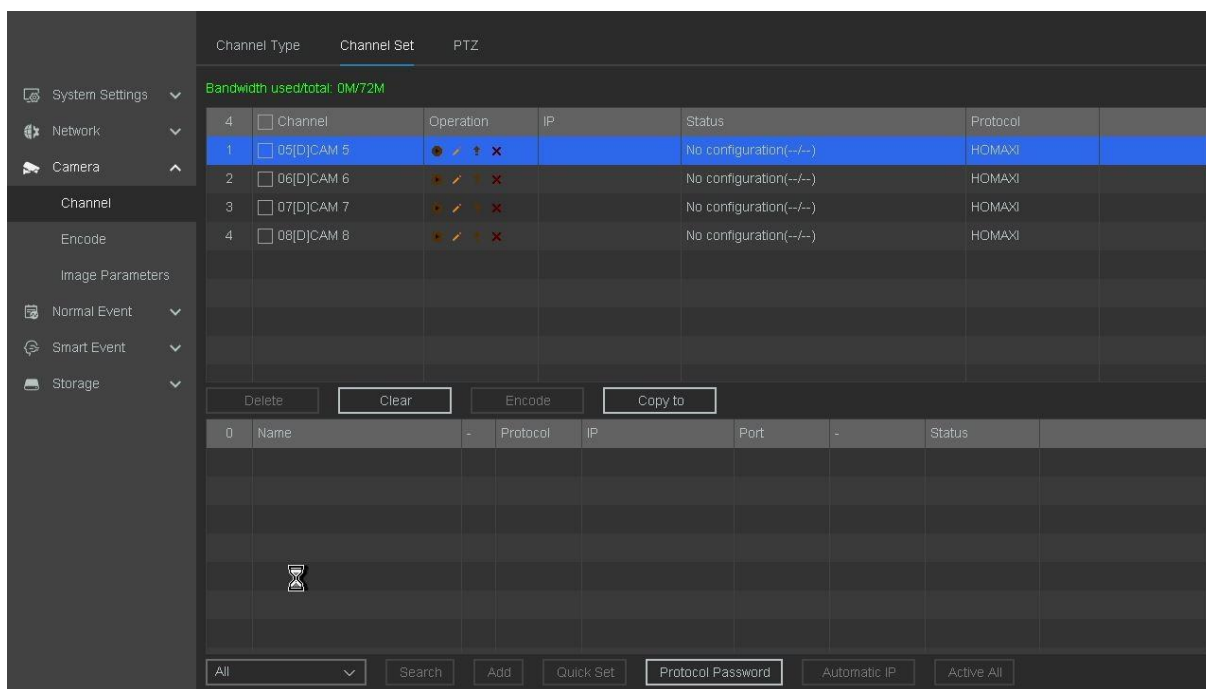 Channel Type Channel Set PTZ
Bandwidth used/total: 0M/72M
System Settings
Network
Camera
Channel
Encode
Image Parameters
Normal Event
Smart Event
Storage
4 Channel Operation IP Status Protocol
1 05[D]CAM 5 No configuration(--/--) HOMAXI
2 06[D]CAM 6 No configuration(--/--) HOMAXI
3 07[D]CAM 7 No configuration(--/--) HOMAXI
4 08[D]CAM 8 No configuration(--/--) HOMAXI
Delete Clear Encode Copy to
0 Name - Protocol IP Port - Status
All Search Add Quick Set Protocol Password Automatic IP Active All